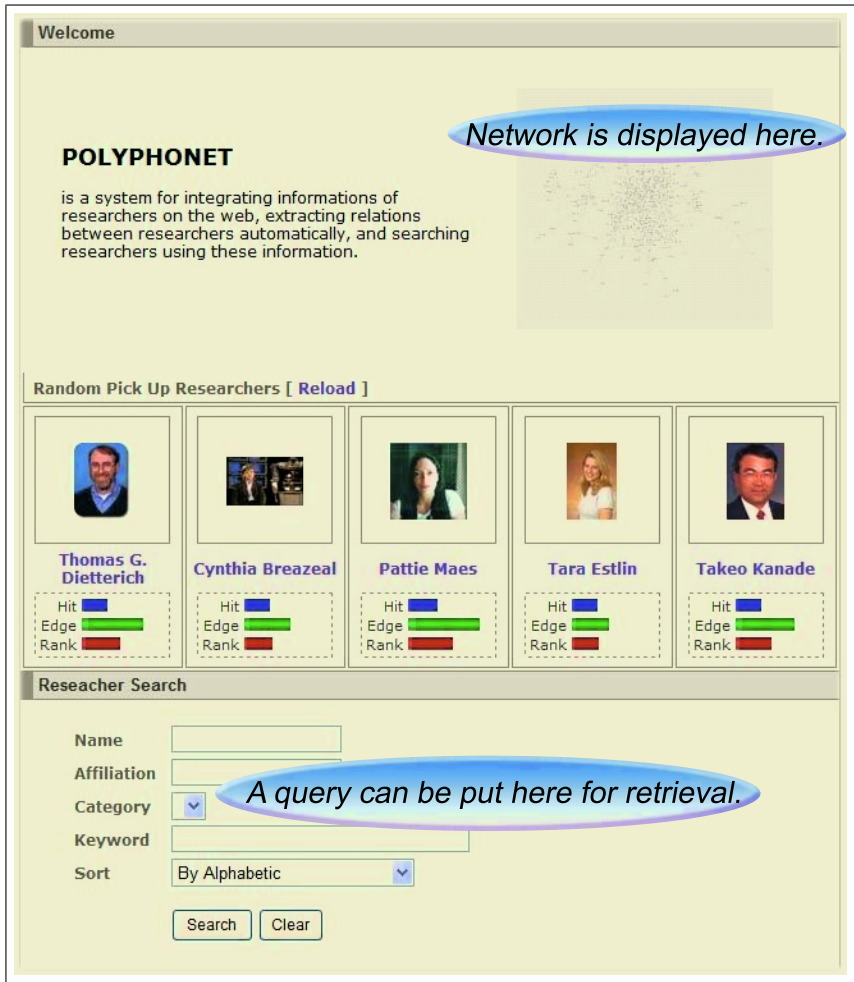 Welcome
Network is displayed here.
POLYPHONET
is a system for integrating informations of
researchers on the web, extracting relations
between researchers automatically, and searching
researchers using these information.
Random Pick Up Researchers [ Reload ]
Thomas G.
Dietterich
Hit
Edge
Rank
Cynthia Breazeal
Hit
Edge
Rank
Pattie Maes
Hit
Edge
Rank
Tara Estlin
Hit
Edge
Rank
Takeo Kanade
Hit
Edge
Rank
Reseacher Search
Name
Affiliation
A query can be put here for retrieval.
Category
Keyword
Sort By Alphabetic
Search Clear